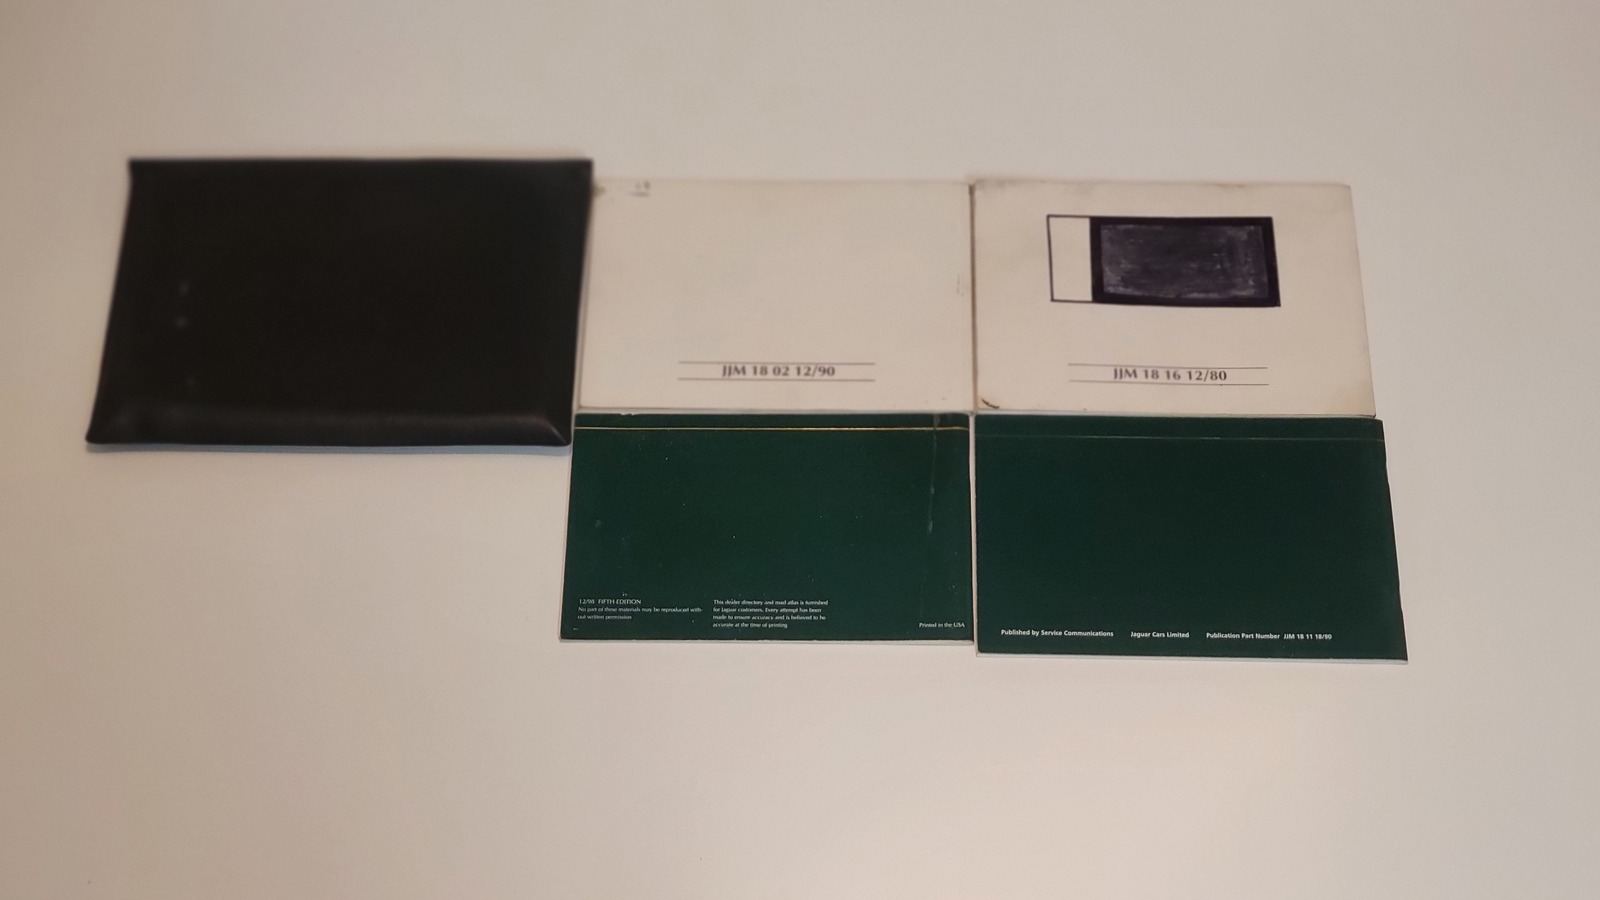 JJM 18 02 12/90
JJM 18 16 12/80
12/98 FIFTH EDITION
No part of these materials may be reproduced with-
out written permission
This dealer directory and road atlas is furnished
for Jaguar customers. Every attempt has been
made to ensure accuracy and is believed to be
accurate at the time of printing
Printed in the USA
Published by Service Communications Jaguar Cars Limited Publication Part Number JJM 18 11 18/90